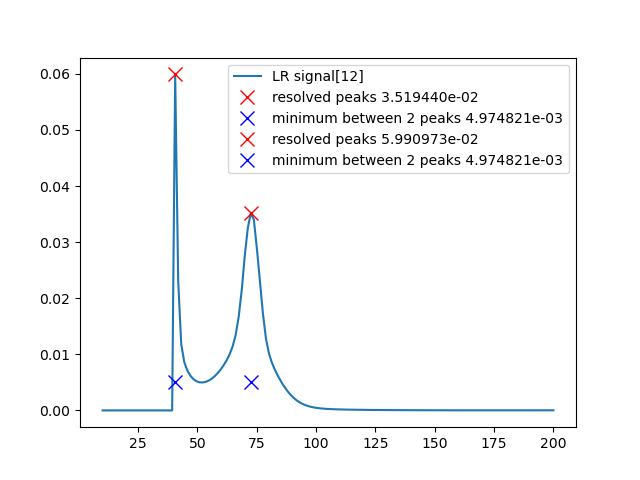 LR signal[12]
resolved peaks 3.519440e-02
minimum between 2 peaks 4.974821e-03
resolved peaks 5.990973e-02
minimum between 2 peaks 4.974821e-03
0.06
0.05
0.04
0.03
0.02
0.01
0.00
25 50 75 100 125 150 175 200